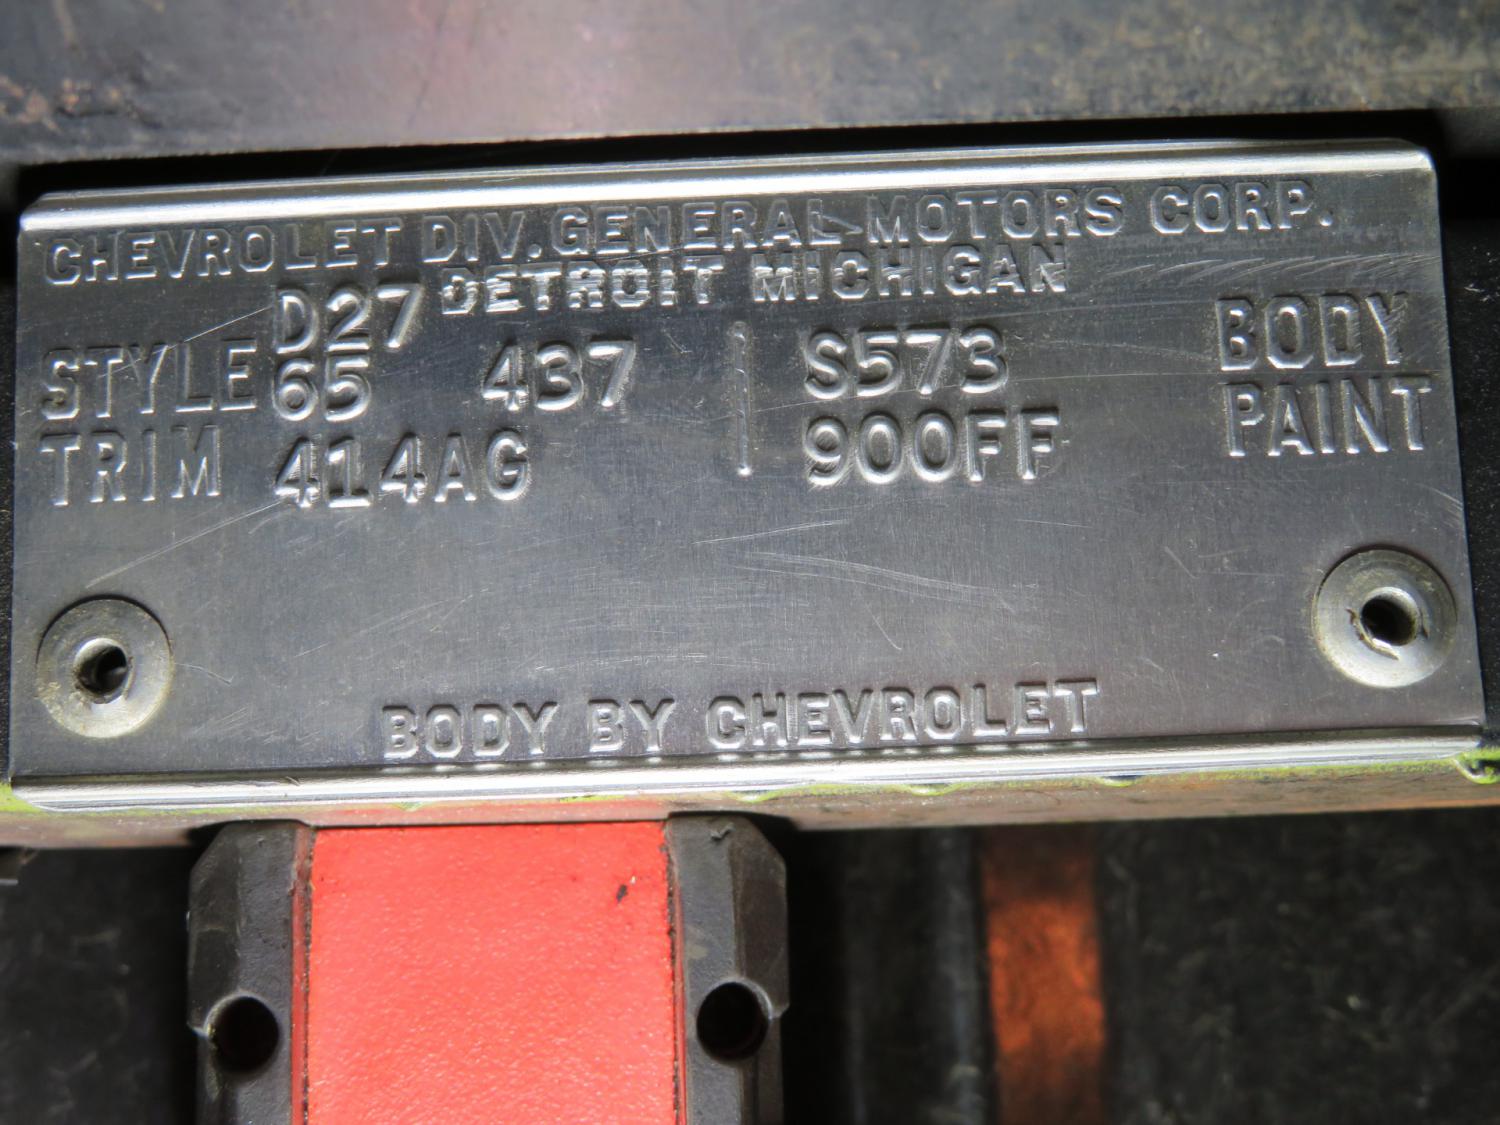 CHEVROLET DIV. GENERAL MOTORS CORP.
DETROIT MICHIGAN
D27
STYLE 65 437 S573 BODY
TRIM 414AG 900FF PAINT
BODY BY CHEVROLET